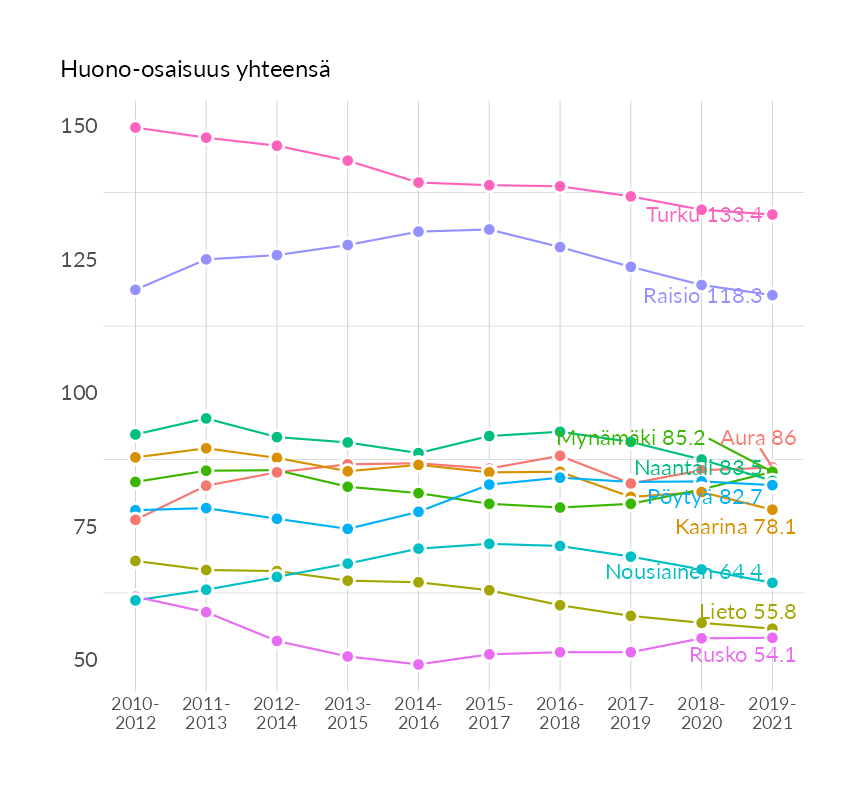 Huono-osaisuus yhteensä
150
125
100
75
50
Turku 133.4
Raisio 118.3
Mynämäki 85.2
Aura 86
Naantali 83.5
Pöytyä 82.7
Kaarina 78.1
Nousiainen 64.4
Lieto 55.8
Rusko 54.1
2010- 2011- 2012- 2013- 2014- 2015- 2016- 2017- 2018- 2019-
2012 2013 2014 2015 2016 2017 2018 2019 2020 2021